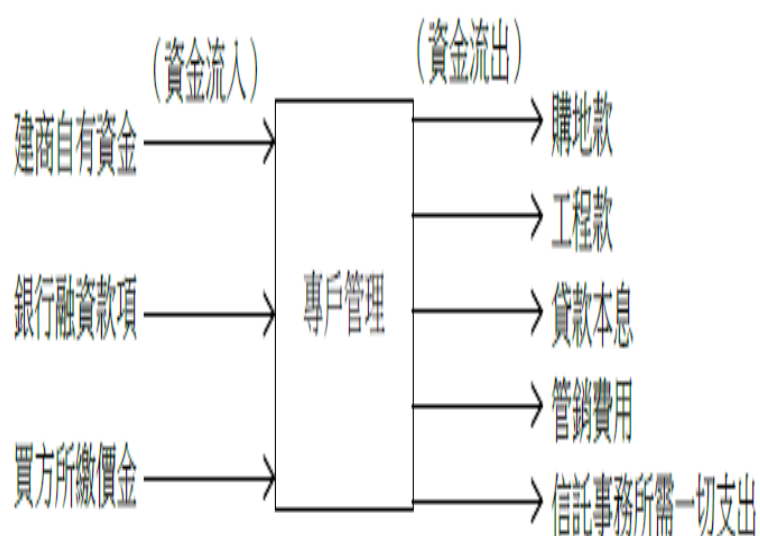 (資金流入)
(資金流出)
建商自有資金
銀行融資款項
買方所繳價金
專戶管理
購地款
工程款
貸款本息
管銷費用
信託事務所需一切支出